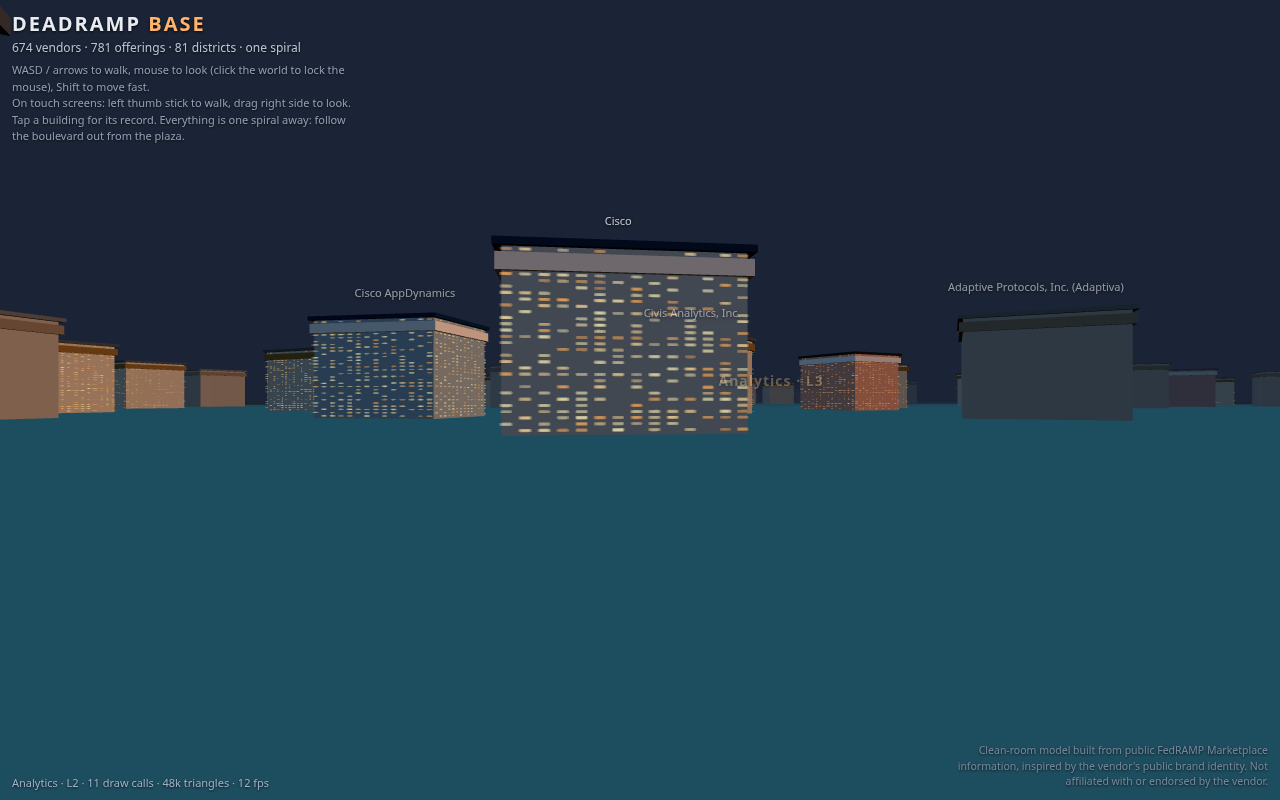 DEADRAMP BASE
674 vendors · 781 offerings · 81 districts · one spiral
WASD / arrows to walk, mouse to look (click the world to lock the
mouse), Shift to move fast.
On touch screens: left thumb stick to walk, drag right side to look.
Tap a building for its record. Everything is one spiral away: follow
the boulevard out from the plaza.
Cisco
Cisco AppDynamics
Adaptive Protocols, Inc. (Adaptiva)
Civis Analytics, Inc.
Analytics · L3
Clean-room model built from public FedRAMP Marketplace
information, inspired by the vendor's public brand identity. Not
affiliated with or endorsed by the vendor.
Analytics · L2 · 11 draw calls · 48k triangles · 12 fps